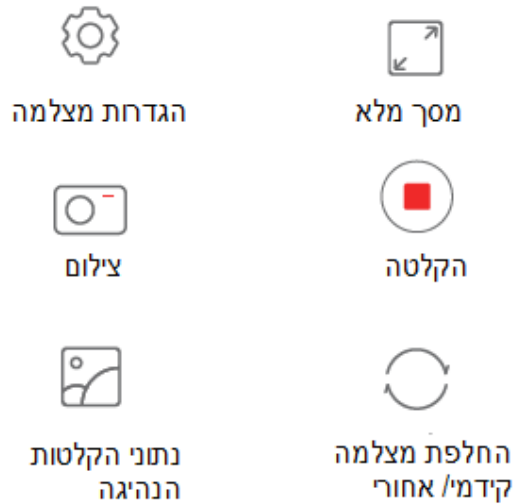 מסך מלא
הגדרות מצלמה
הקלטה
צילום
החלפת מצלמה
קידמי/ אחורי
נתוני הקלטות
הנהיגה